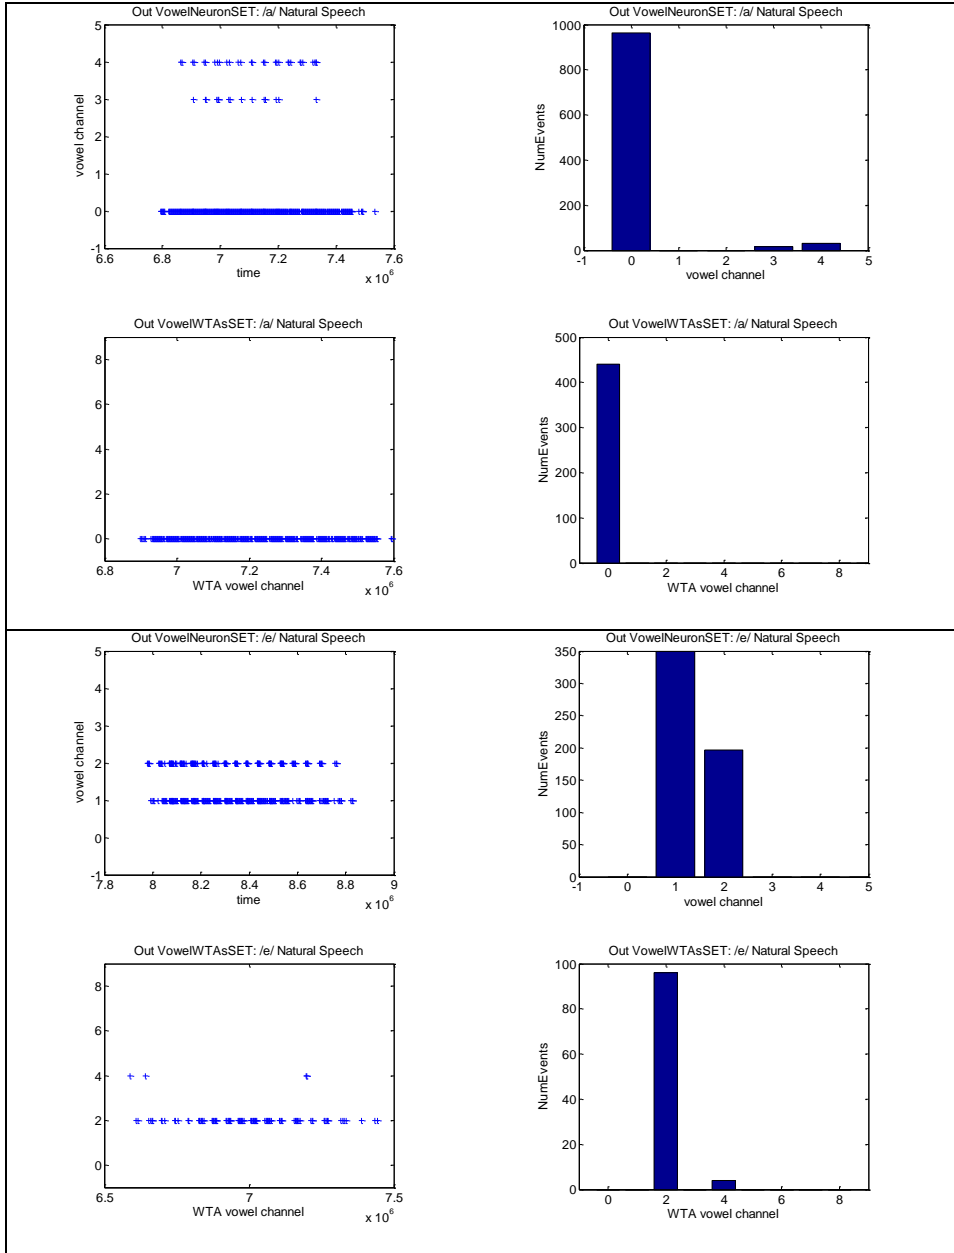 Out VowelNeuronSET: /a/ Natural Speech
5
4
3
2
1
0
-1
vowel channel
6.6 6.8 7 7.2 7.4 7.6
time
x 10^6
Out VowelNeuronSET: /a/ Natural Speech
1000
800
600
400
200
0
NumEvents
-1 0 1 2 3 4 5
vowel channel
Out VowelWTAsSET: /a/ Natural Speech
8
6
4
2
0
6.8 7 7.2 7.4 7.6
WTA vowel channel
x 10^6
Out VowelWTAsSET: /a/ Natural Speech
500
400
300
200
100
0
NumEvents
0 2 4 6 8
WTA vowel channel
Out VowelNeuronSET: /e/ Natural Speech
5
4
3
2
1
0
-1
vowel channel
7.8 8 8.2 8.4 8.6 8.8 9
time
x 10^6
Out VowelNeuronSET: /e/ Natural Speech
350
300
250
200
150
100
50
0
NumEvents
-1 0 1 2 3 4 5
vowel channel
Out VowelWTAsSET: /e/ Natural Speech
8
6
4
2
0
6.5 7 7.5
WTA vowel channel
x 10^6
Out VowelWTAsSET: /e/ Natural Speech
100
80
60
40
20
0
NumEvents
0 2 4 6 8
WTA vowel channel